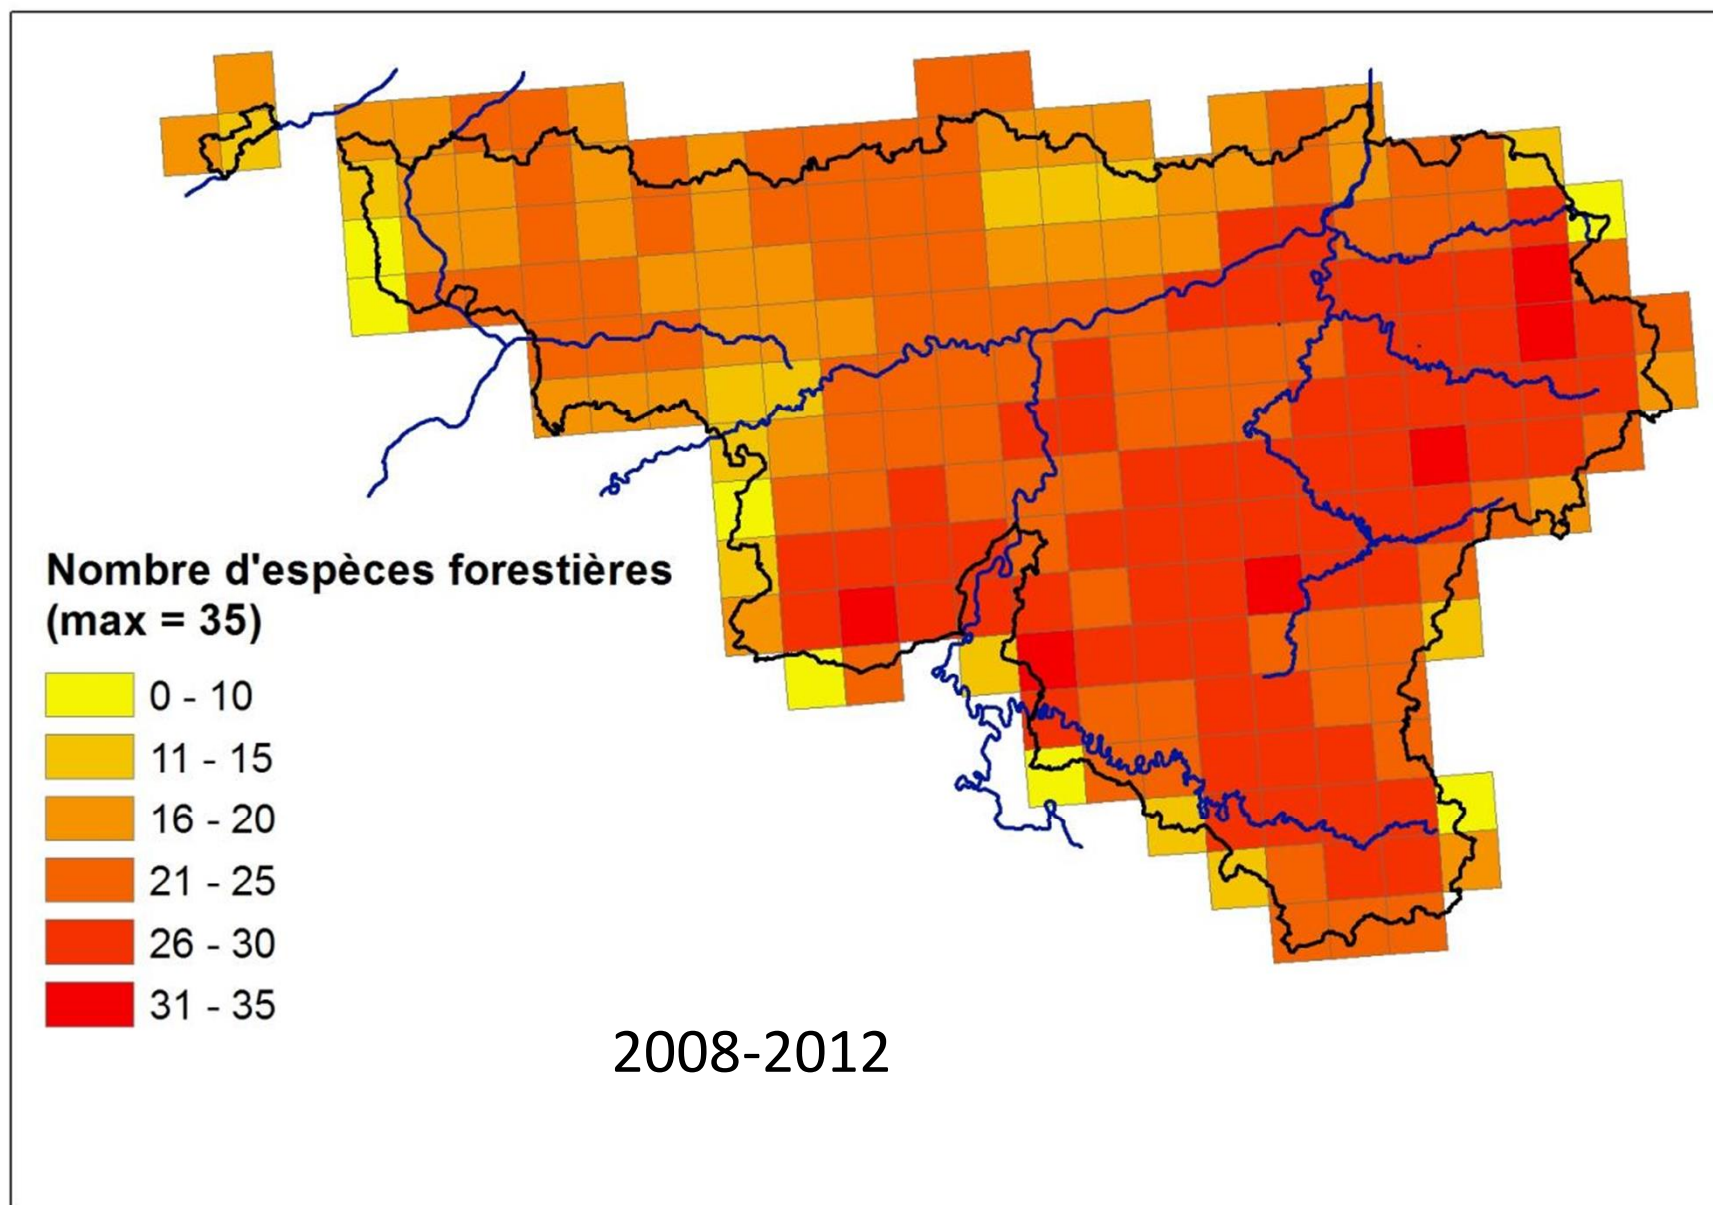 Nombre d'espèces forestières
(max = 35)
0 - 10
11 - 15
16 - 20
21 - 25
26 - 30
31 - 35
2008-2012